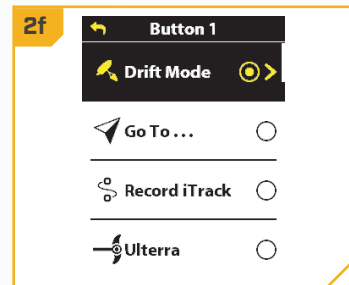 2f
Button 1
Drift Mode
Go To . . .
Record iTrack
Ulterra